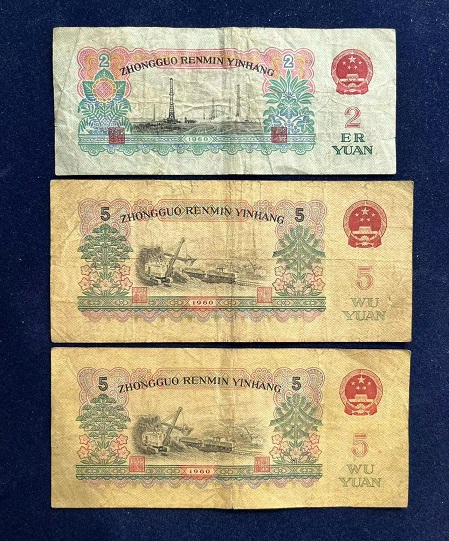 2 ZHONGGUO RENMIN YINHANG 2
1960
2
ER
YUAN
5 ZHONGGUO RENMIN YINHANG 5
1960
5
WU
YUAN
5 ZHONGGUO RENMIN YINHANG 5
1960
5
WU
YUAN